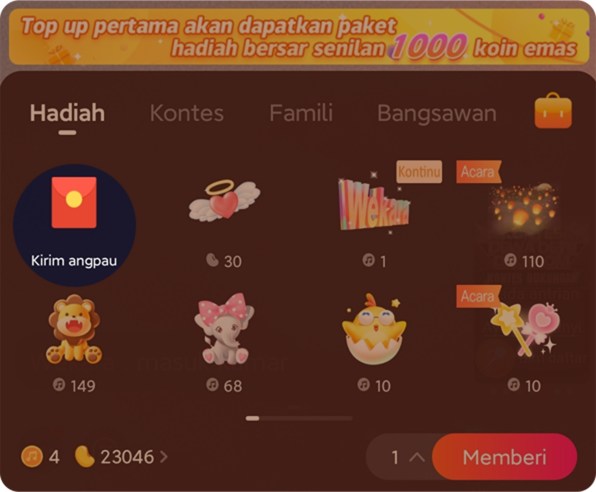 Top up pertama akan dapatkan paket
hadiah bersar senilan 1000 koin emas
Hadiah Kontes Famili Bangsawan
Kontinu
Acara
Wekan
Kirim angpau
30
1
110
Acara
149
68
10
10
4 23046
1
Memberi